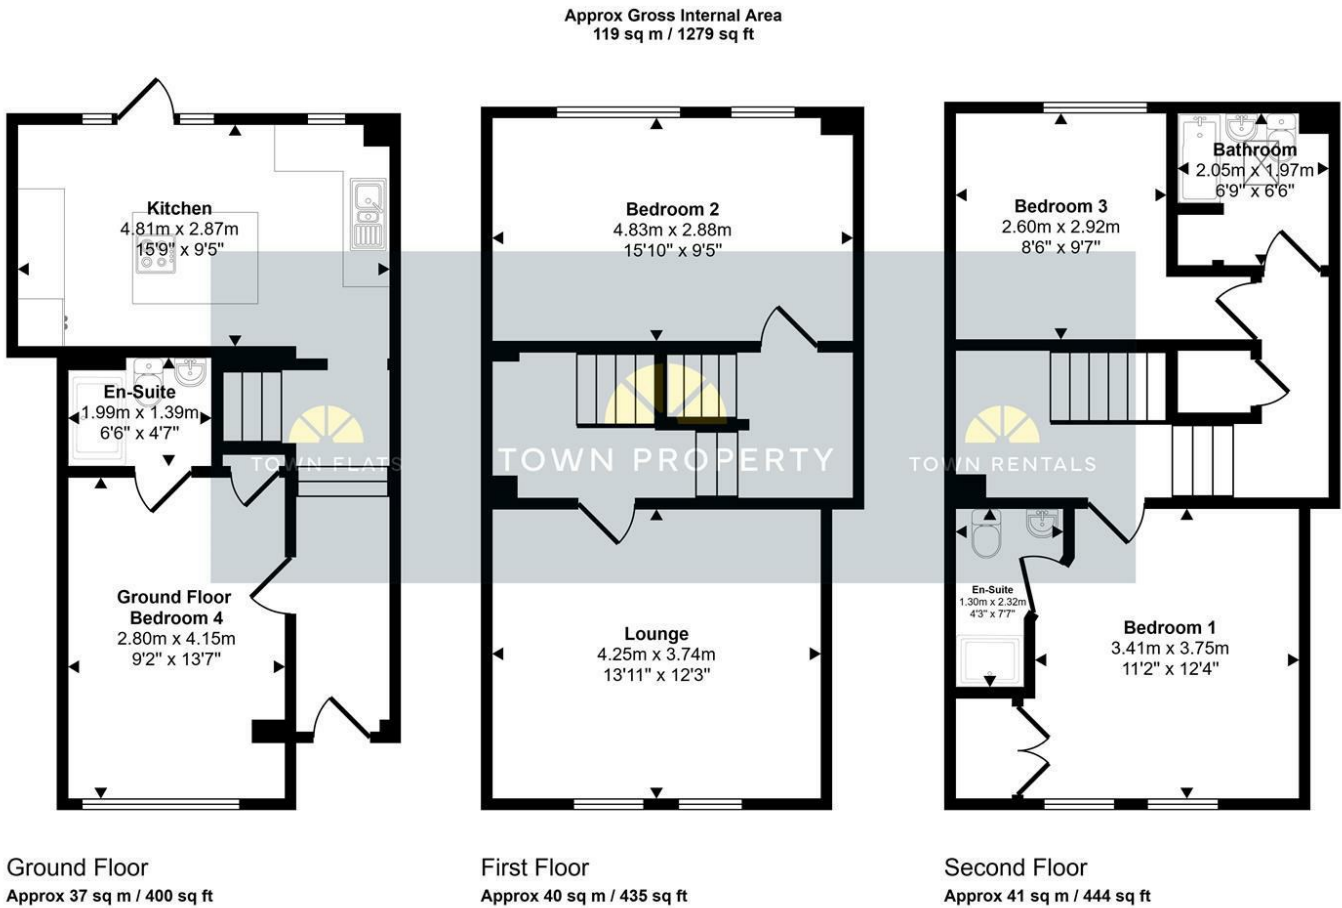 Approx Gross Internal Area
119 sq m / 1279 sq ft
Kitchen
4.81m x 2.87m
15'9" x 9'5"
En-Suite
1.99m x 1.39m
6'6" x 4'7"
TOWN FLATS
Ground Floor
Bedroom 4
2.80m x 4.15m
9'2" x 13'7"
Ground Floor
Approx 37 sq m / 400 sq ft
Bedroom 2
4.83m x 2.88m
15'10" x 9'5"
TOWN PROPERTY
Lounge
4.25m x 3.74m
13'11" x 12'3"
First Floor
Approx 40 sq m / 435 sq ft
Bathroom
2.05m x 1.97m
6'9" x 6'6"
Bedroom 3
2.60m x 2.92m
8'6" x 9'7"
TOWN RENTALS
En-Suite
1.30m x 2.32m
4'3" x 7'7"
Bedroom 1
3.41m x 3.75m
11'2" x 12'4"
Second Floor
Approx 41 sq m / 444 sq ft